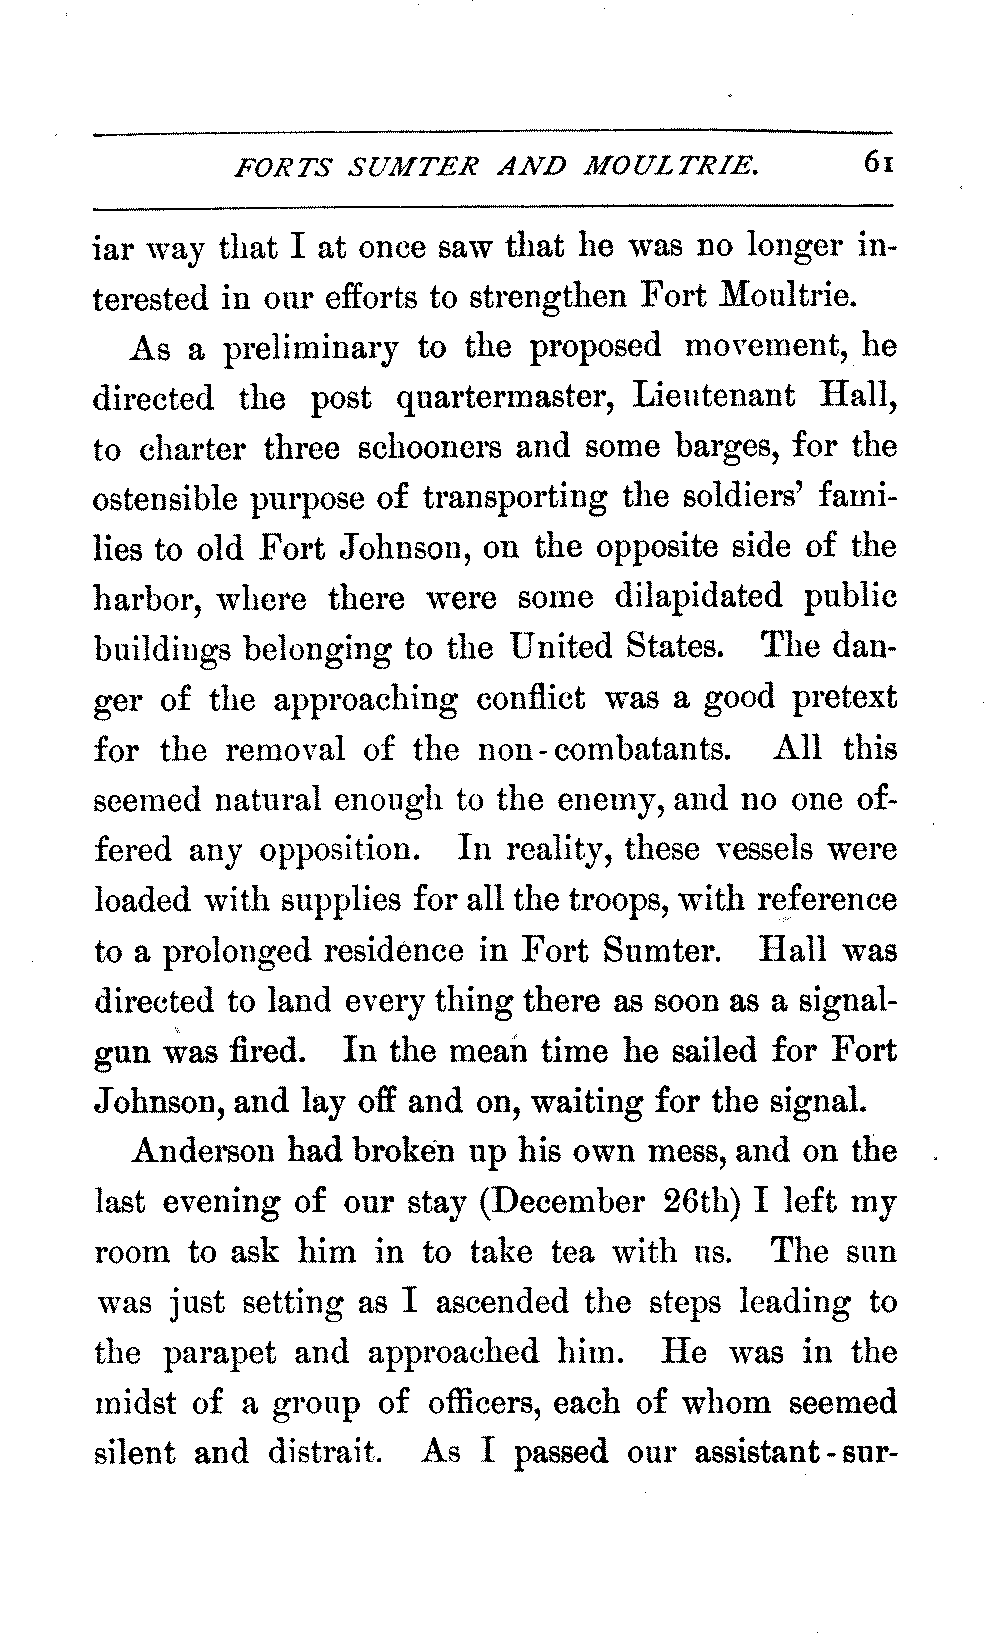 FORTS SUMTER AND MOULTRIE. 61
iar way that I at once saw that he was no longer in-
terested in our efforts to strengthen Fort Moultrie.
As a preliminary to the proposed movement, he
directed the post quartermaster, Lieutenant Hall,
to charter three schooners and some barges, for the
ostensible purpose of transporting the soldiers’ fami-
lies to old Fort Johnson, on the opposite side of the
harbor, where there were some dilapidated public
buildings belonging to the United States. The dan-
ger of the approaching conflict was a good pretext
for the removal of the non-combatants. All this
seemed natural enough to the enemy, and no one of-
fered any opposition. In reality, these vessels were
loaded with supplies for all the troops, with reference
to a prolonged residence in Fort Sumter. Hall was
directed to land every thing there as soon as a signal-
gun was fired. In the mean time he sailed for Fort
Johnson, and lay off and on, waiting for the signal.
Anderson had broken up his own mess, and on the
last evening of our stay (December 26th) I left my
room to ask him in to take tea with us. The sun
was just setting as I ascended the steps leading to
the parapet and approached him. He was in the
midst of a group of officers, each of whom seemed
silent and distrait. As I passed our assistant-sur-